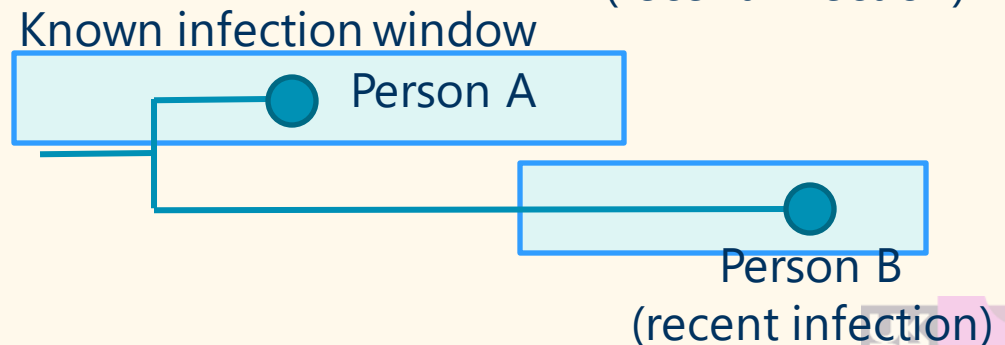 Known infection window
Person A
Person B
(recent infection)